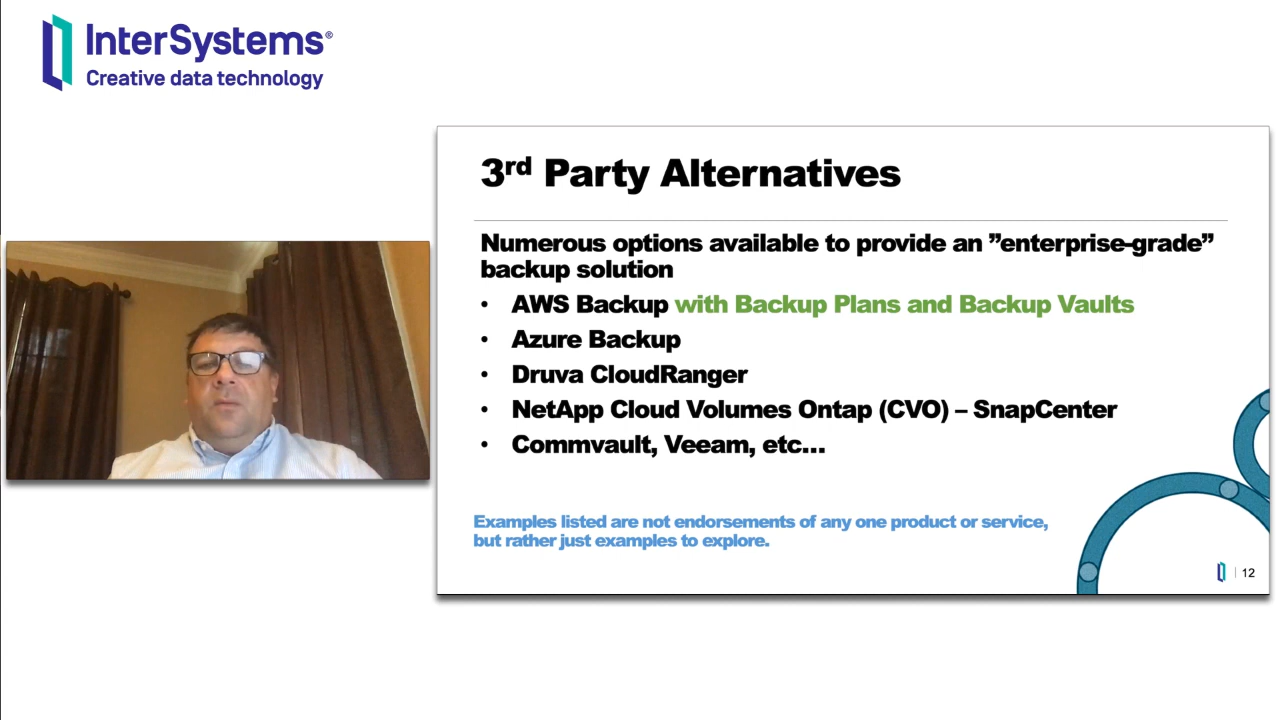 InterSystems®
Creative data technology
3rd Party Alternatives
Numerous options available to provide an ”enterprise-grade”
backup solution
• AWS Backup with Backup Plans and Backup Vaults
• Azure Backup
• Druva CloudRanger
• NetApp Cloud Volumes Ontap (CVO) – SnapCenter
• Commvault, Veeam, etc...
Examples listed are not endorsements of any one product or service,
but rather just examples to explore.
12